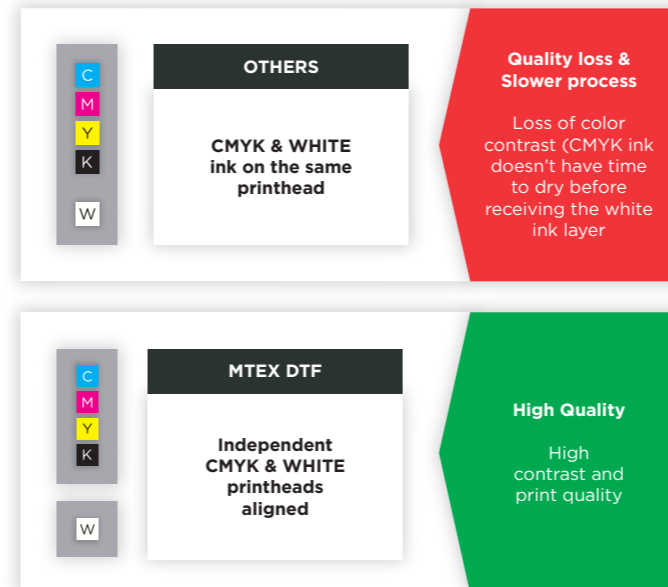 C
M
Y
K
W
OTHERS
CMYK & WHITE
ink on the same
printhead
Quality loss &
Slower process
Loss of color
contrast (CMYK ink
doesn't have time
to dry before
receiving the white
ink layer
C
M
Y
K
W
MTEX DTF
Independent
CMYK & WHITE
printheads
aligned
High Quality
High
contrast and
print quality